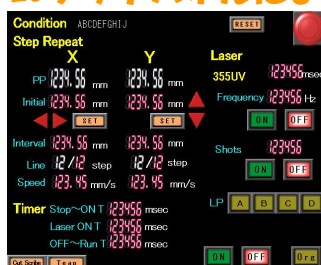 Condition ABCDEFGHIJ RESET
Step Repeat
X Y Laser
PP 1234.56 mm 1234.56 mm 355UV 123456 msec
Initial 1234.56 mm 1234.56 mm Frequency 123456 Hz
SET SET ON OFF
Interval 1234.56 mm 1234.56 mm Shots 123456
Line 12/12 step 12/12 step ON OFF
Speed 123.45 mm/s 123.45 mm/s
LP A B C D
Timer Stop～ON T 123456 msec
Laser ON T 123456 msec
OFF～Run T 123456 msec
ON OFF Org
Cut Scribe